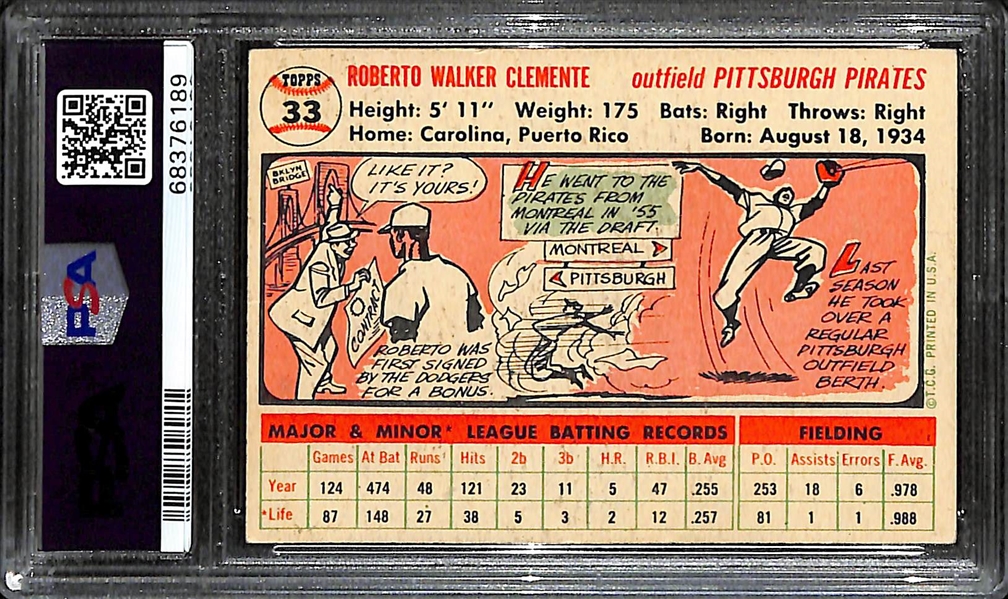 68376189
PSA
TOPPS
33
ROBERTO WALKER CLEMENTE outfield PITTSBURGH PIRATES
Height: 5' 11" Weight: 175 Bats: Right Throws: Right
Home: Carolina, Puerto Rico Born: August 18, 1934
BKLYN
BRIDGE
LIKE IT?
IT'S YOURS!
CONTRACT
ROBERTO WAS
FIRST SIGNED
BY THE DODGERS
FOR A BONUS.
HE WENT TO THE
PIRATES FROM
MONTREAL IN '55
VIA THE DRAFT.
MONTREAL
PITTSBURGH
LAST
SEASON
HE TOOK
OVER A
REGULAR
PITTSBURGH
OUTFIELD
BERTH.
©T.C.G. PRINTED IN U.S.A.
MAJOR & MINOR* LEAGUE BATTING RECORDS FIELDING
Games At Bat Runs Hits 2b 3b H.R. R.B.I. B. Avg P.O. Assists Errors F. Avg.
Year 124 474 48 121 23 11 5 47 .255 253 18 6 .978
*Life 87 148 27 38 5 3 2 12 .257 81 1 1 .988